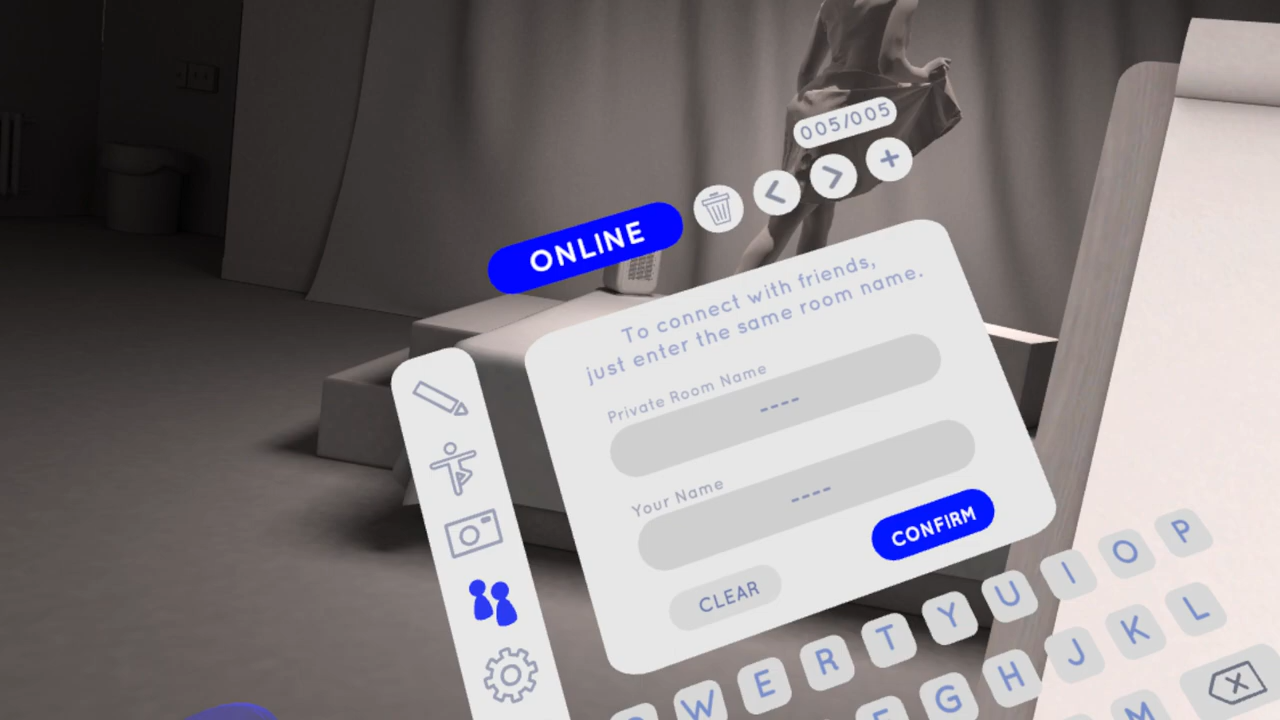 005/005
ONLINE
To connect with friends,
just enter the same room name.
Private Room Name
----
Your Name
----
CLEAR
CONFIRM
W E R T Y U I O P
G H J K L
M